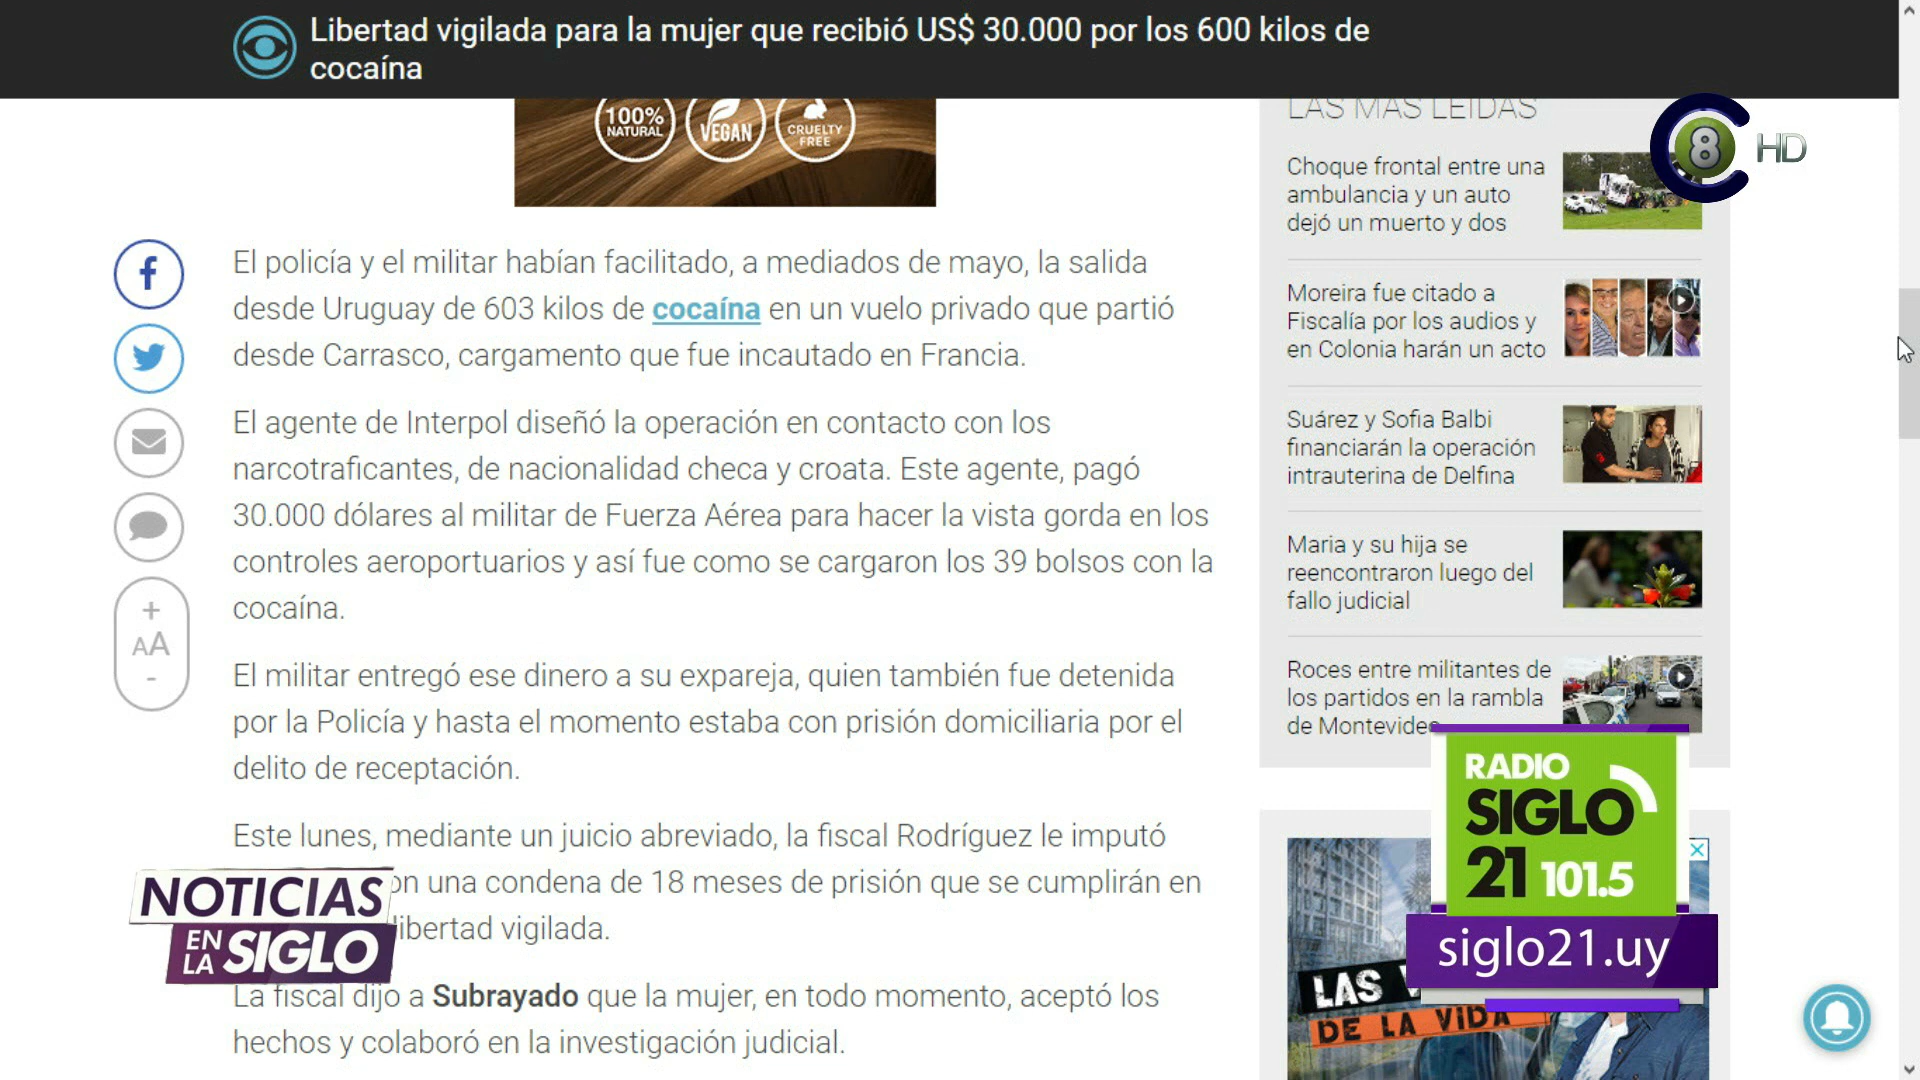 Libertad vigilada para la mujer que recibió US$ 30.000 por los 600 kilos de
cocaína
100%
NATURAL
VEGAN
CRUELTY
FREE
El policía y el militar habían facilitado, a mediados de mayo, la salida
desde Uruguay de 603 kilos de cocaína en un vuelo privado que partió
desde Carrasco, cargamento que fue incautado en Francia.
El agente de Interpol diseñó la operación en contacto con los
narcotraficantes, de nacionalidad checa y croata. Este agente, pagó
30.000 dólares al militar de Fuerza Aérea para hacer la vista gorda en los
controles aeroportuarios y así fue como se cargaron los 39 bolsos con la
cocaína.
El militar entregó ese dinero a su expareja, quien también fue detenida
por la Policía y hasta el momento estaba con prisión domiciliaria por el
delito de receptación.
Este lunes, mediante un juicio abreviado, la fiscal Rodríguez le imputó
on una condena de 18 meses de prisión que se cumplirán en
libertad vigilada.
La fiscal dijo a Subrayado que la mujer, en todo momento, aceptó los
hechos y colaboró en la investigación judicial.
+
AA
-
NOTICIAS
EN LA SIGLO
LAS MÁS LEÍDAS
Choque frontal entre una
ambulancia y un auto
dejó un muerto y dos
Moreira fue citado a
Fiscalía por los audios y
en Colonia harán un acto
Suárez y Sofia Balbi
financiarán la operación
intrauterina de Delfina
Maria y su hija se
reencontraron luego del
fallo judicial
Roces entre militantes de
los partidos en la rambla
de Montevideo
C 8 HD
RADIO
SIGLO
21 101.5
siglo21.uy
LAS V
DE LA VIDA